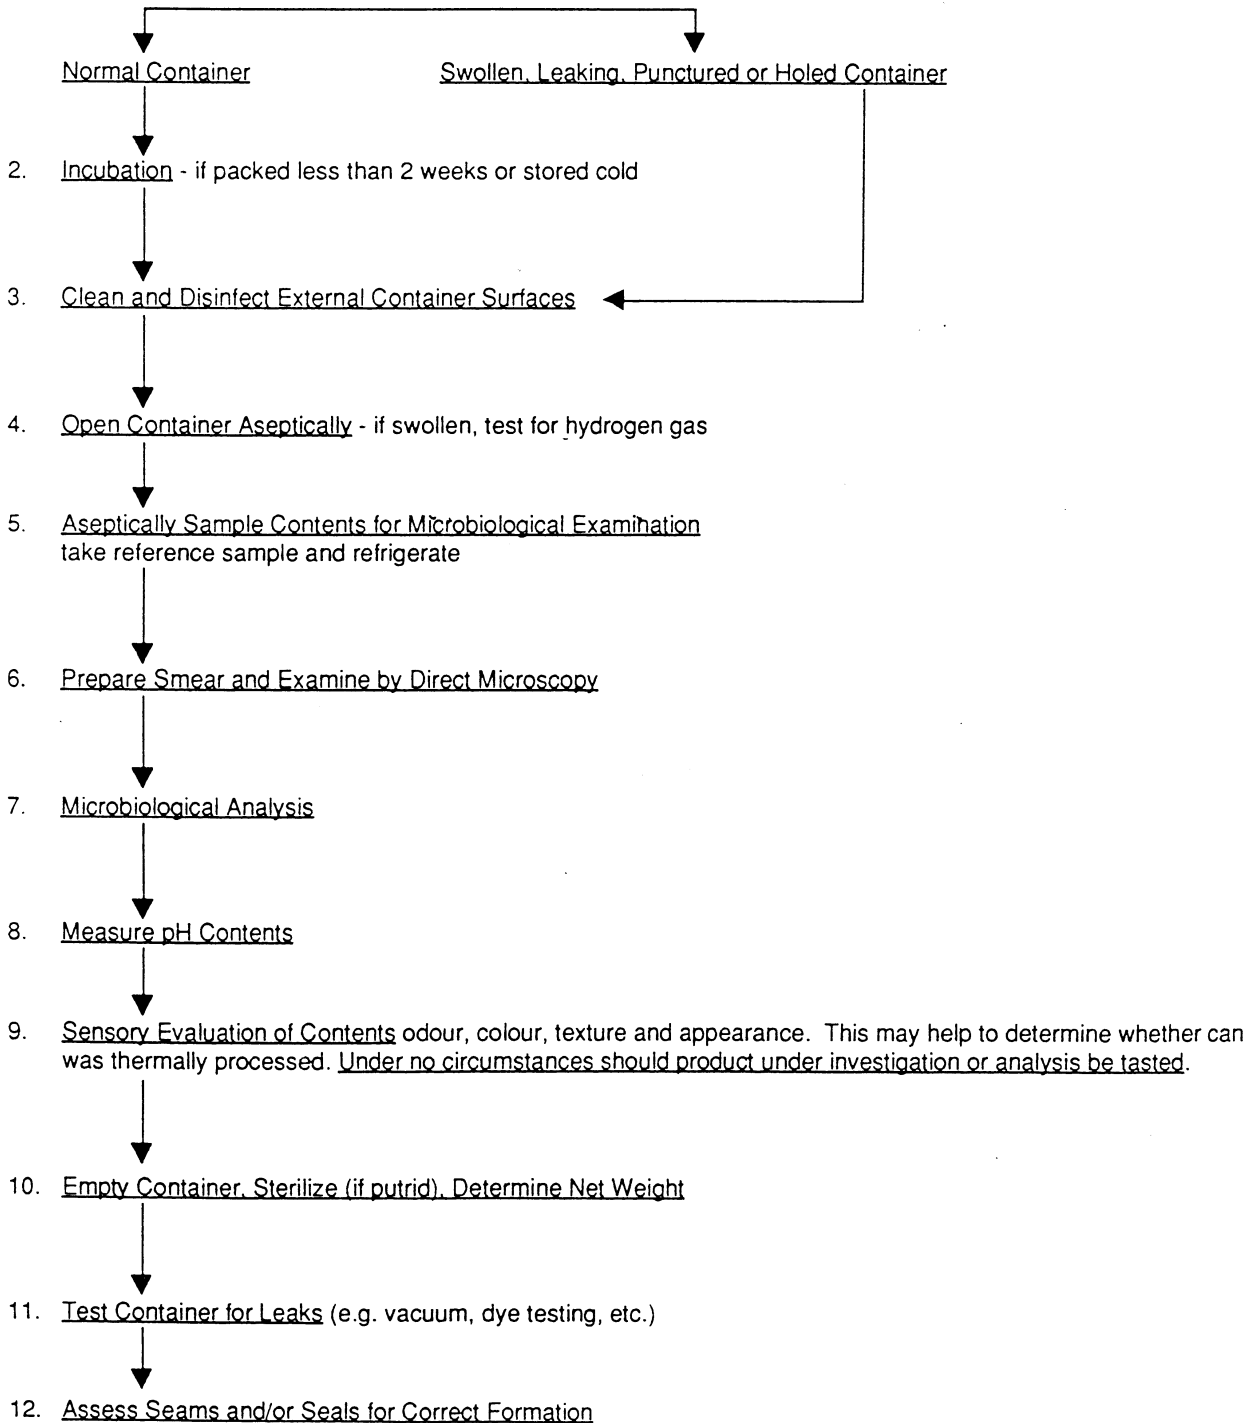 Normal Container
Swollen, Leaking, Punctured or Holed Container
2. Incubation - if packed less than 2 weeks or stored cold
3. Clean and Disinfect External Container Surfaces
4. Open Container Aseptically - if swollen, test for hydrogen gas
5. Aseptically Sample Contents for Microbiological Examination
take reference sample and refrigerate
6. Prepare Smear and Examine by Direct Microscopy
7. Microbiological Analysis
8. Measure pH Contents
9. Sensory Evaluation of Contents odour, colour, texture and appearance. This may help to determine whether can
was thermally processed. Under no circumstances should product under investigation or analysis be tasted.
10. Empty Container, Sterilize (if putrid), Determine Net Weight
11. Test Container for Leaks (e.g. vacuum, dye testing, etc.)
12. Assess Seams and/or Seals for Correct Formation